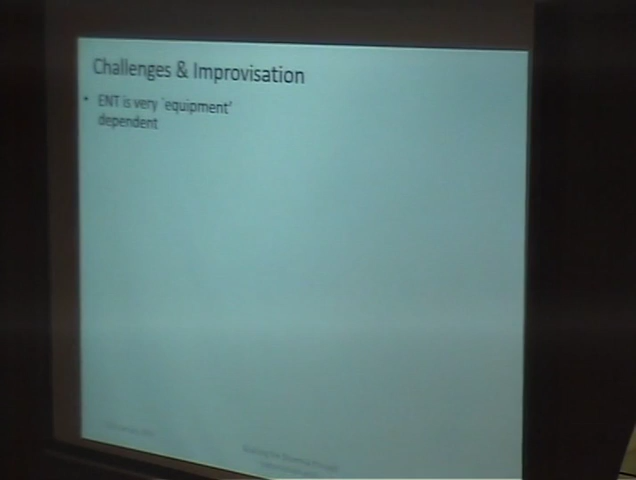 Challenges & Improvisation
• ENT is very 'equipment'
dependent